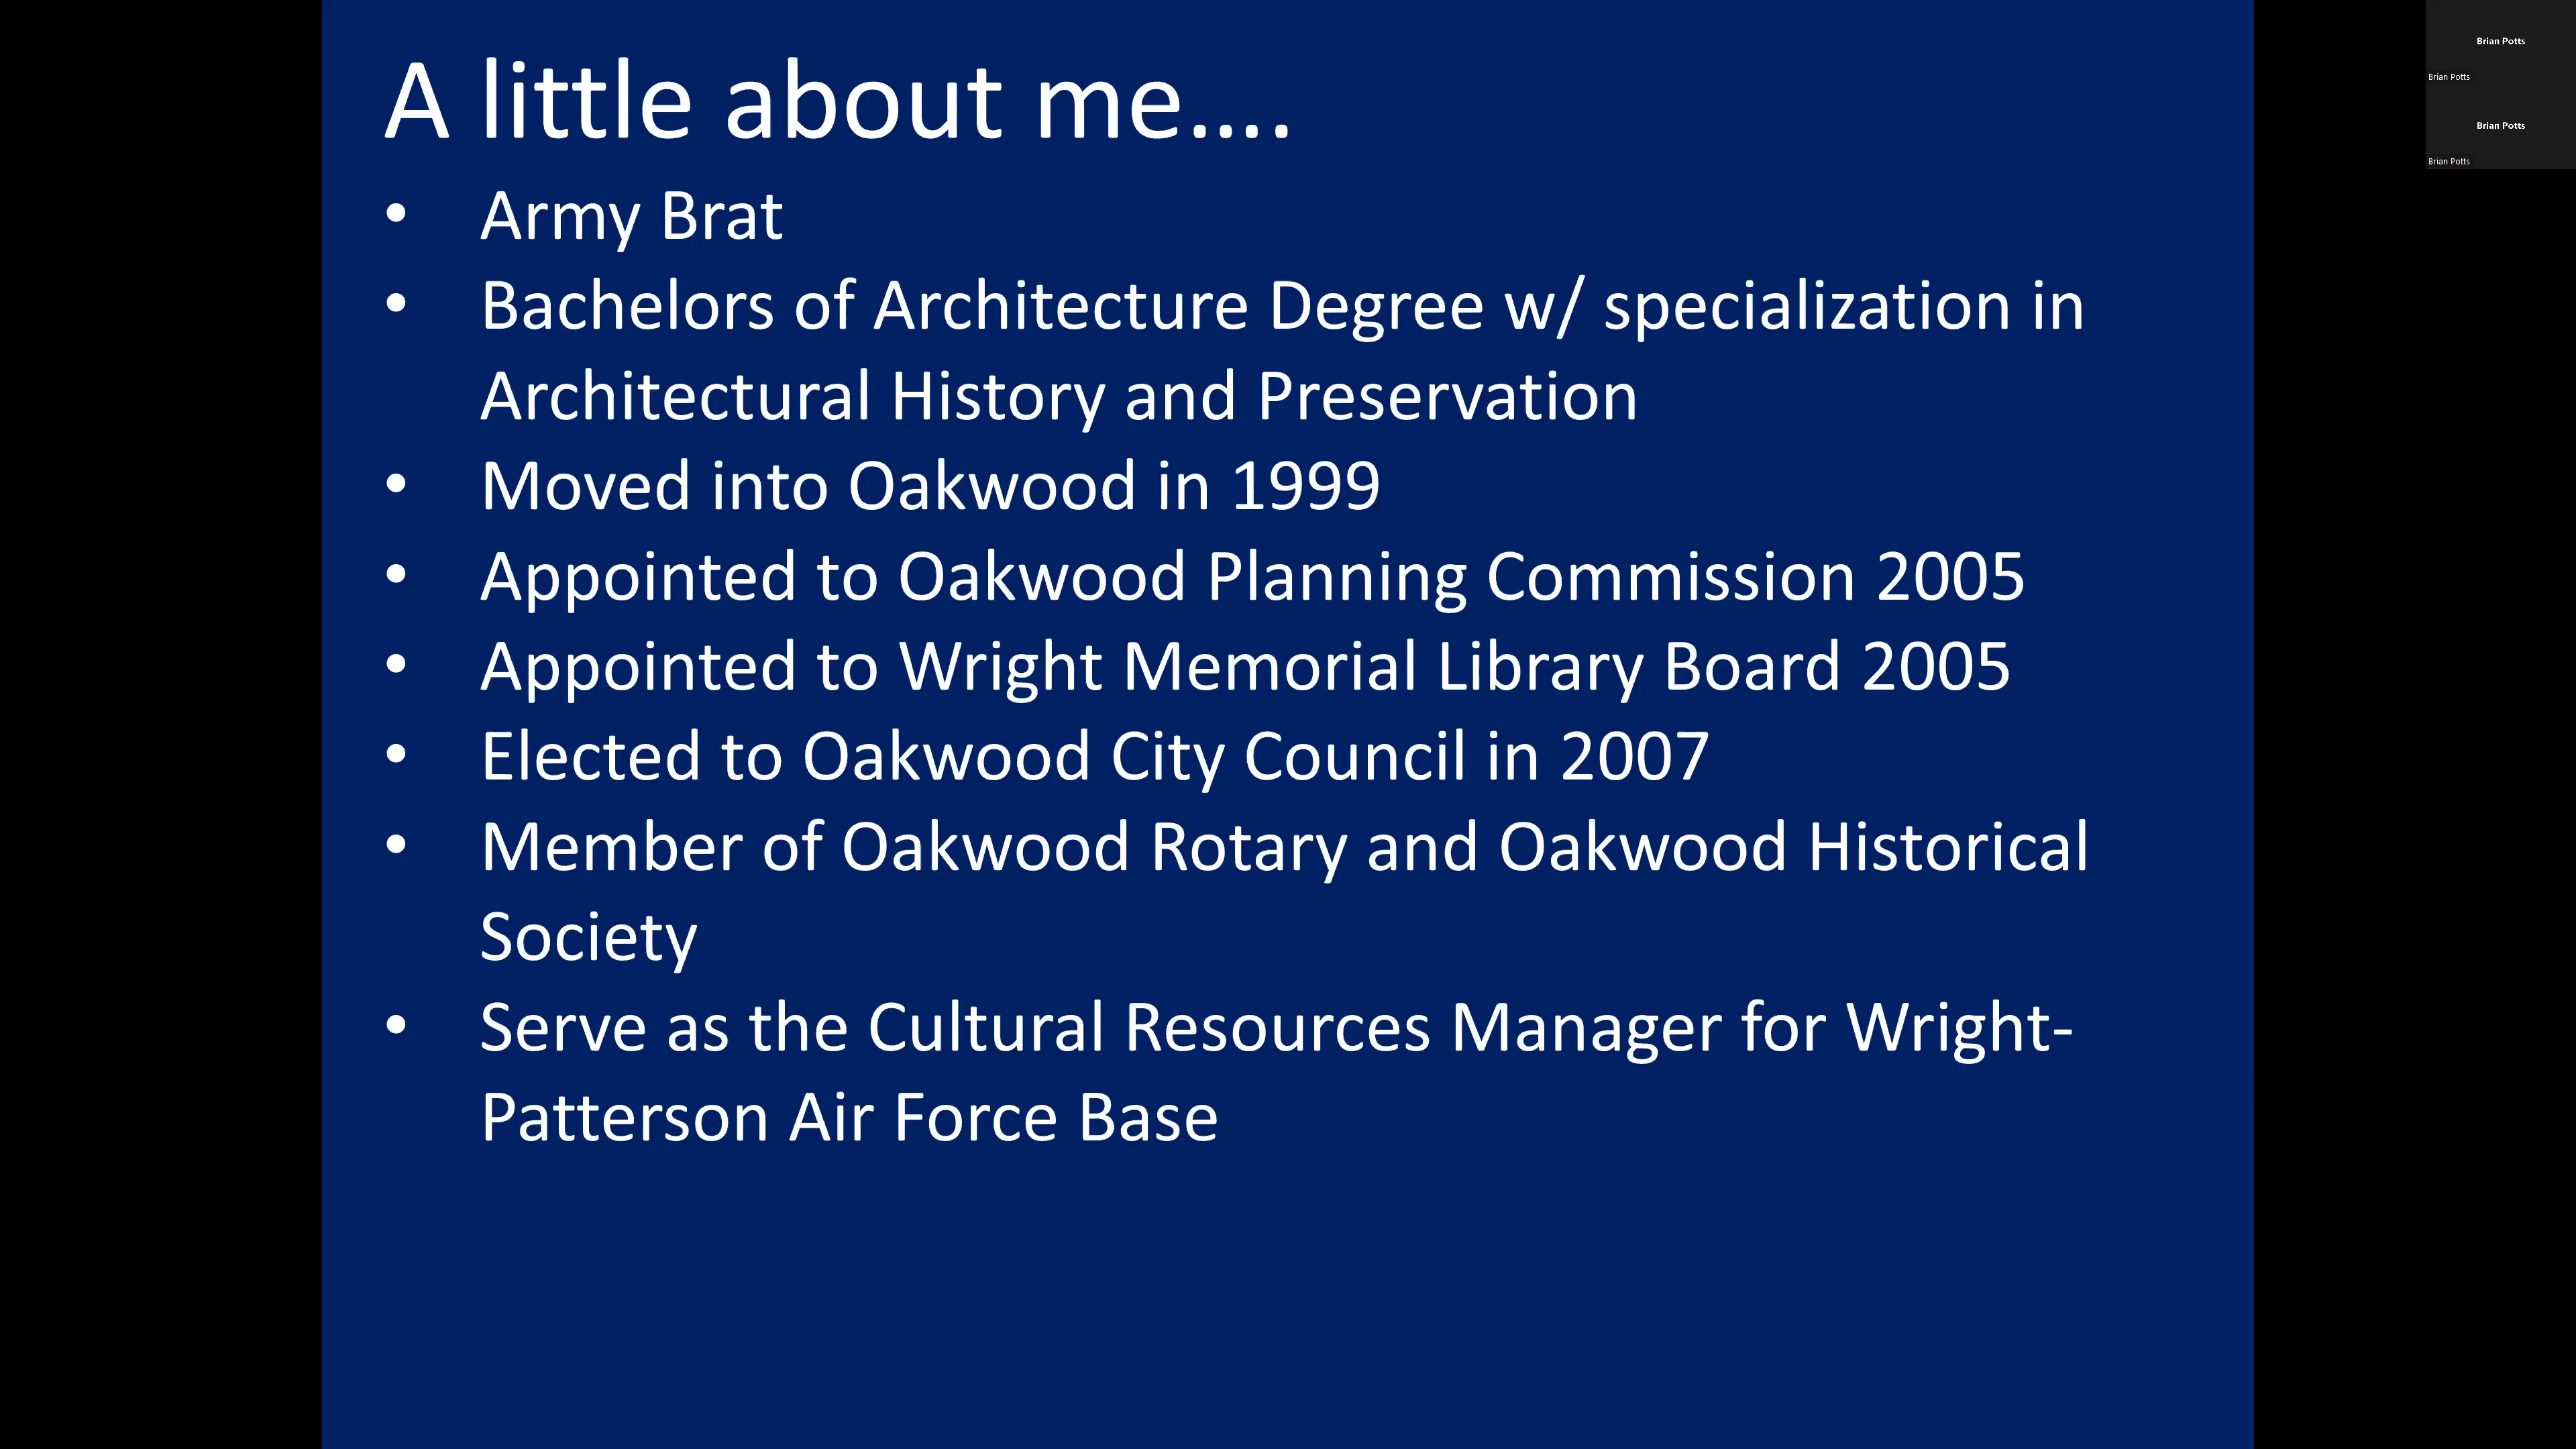 A little about me....
• Army Brat
• Bachelors of Architecture Degree w/ specialization in
Architectural History and Preservation
• Moved into Oakwood in 1999
• Appointed to Oakwood Planning Commission 2005
• Appointed to Wright Memorial Library Board 2005
• Elected to Oakwood City Council in 2007
• Member of Oakwood Rotary and Oakwood Historical
Society
• Serve as the Cultural Resources Manager for Wright-
Patterson Air Force Base
Brian Potts
Brian Potts
Brian Potts
Brian Potts